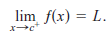 lim f(x) = L.
x→c⁺